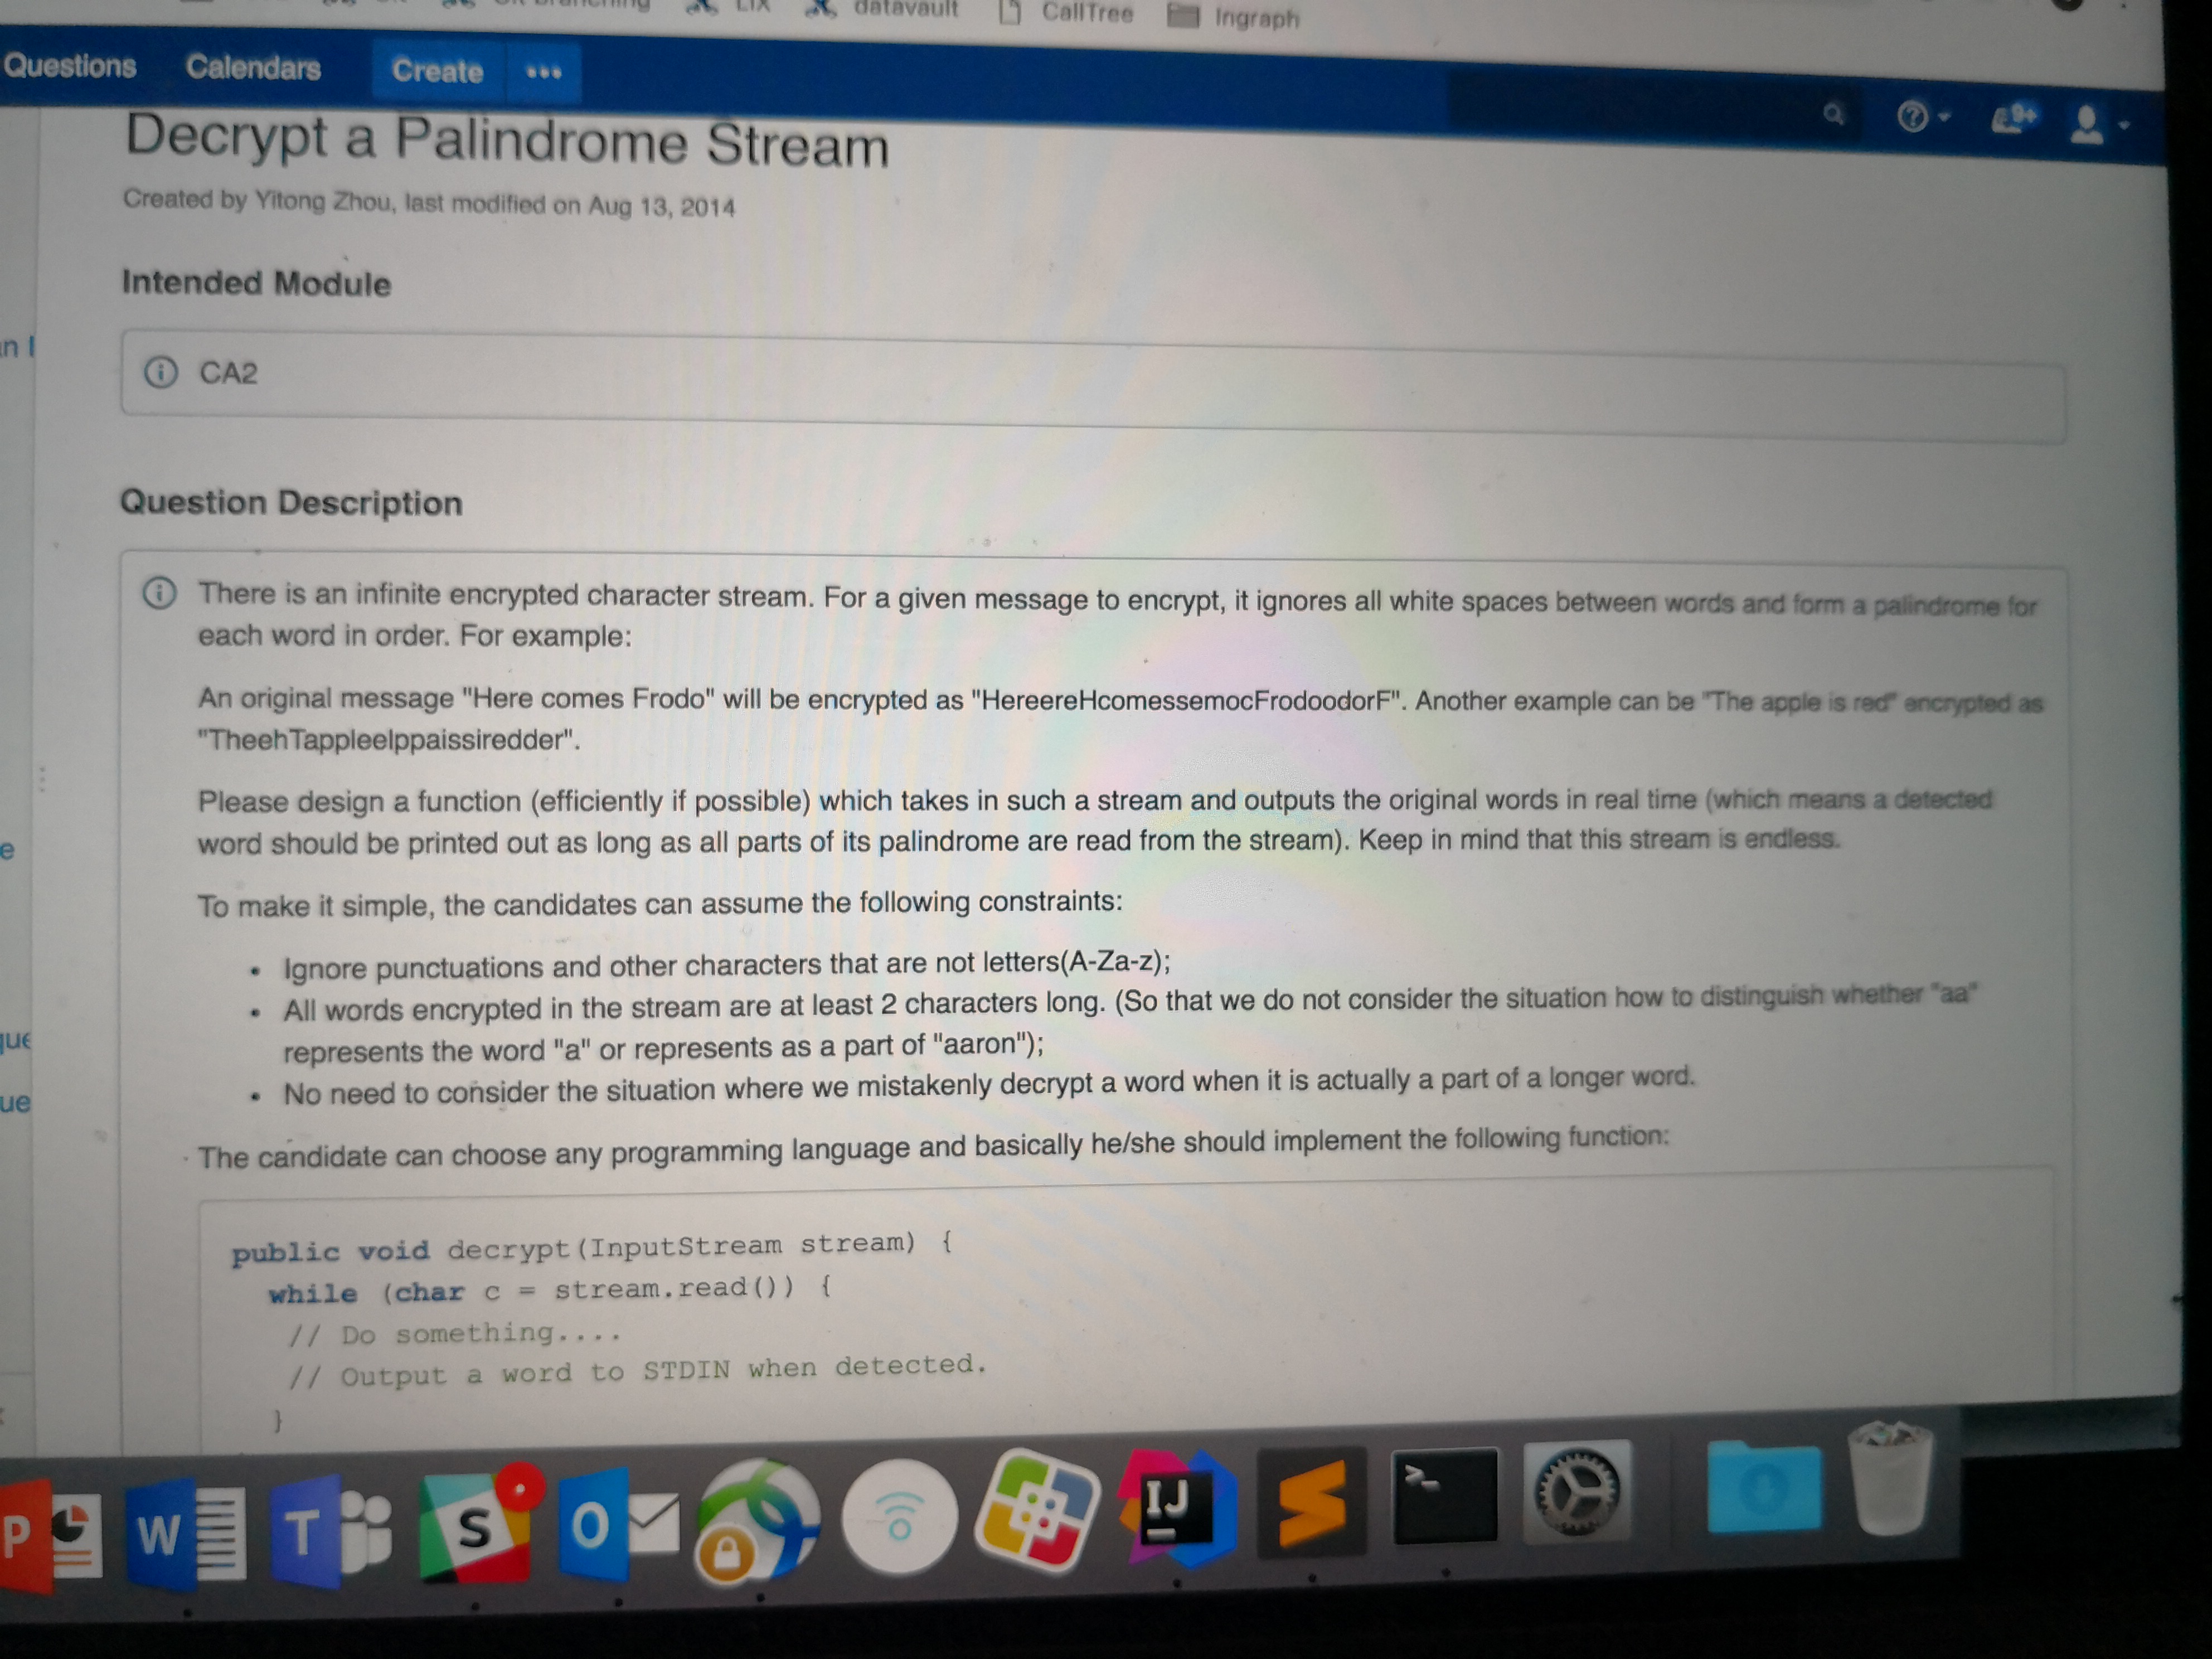 LIX datavault CallTree Ingraph
Questions Calendars Create •••
9+
Decrypt a Palindrome Stream
Created by Yitong Zhou, last modified on Aug 13, 2014
Intended Module
CA2
Question Description
There is an infinite encrypted character stream. For a given message to encrypt, it ignores all white spaces between words and form a palindrome for
each word in order. For example:
An original message "Here comes Frodo" will be encrypted as "HereereHcomessemocFrodoodorF". Another example can be "The apple is red" encrypted as
"TheehTappleelppaissiredder".
Please design a function (efficiently if possible) which takes in such a stream and outputs the original words in real time (which means a detected
word should be printed out as long as all parts of its palindrome are read from the stream). Keep in mind that this stream is endless.
To make it simple, the candidates can assume the following constraints:
• Ignore punctuations and other characters that are not letters(A-Za-z);
• All words encrypted in the stream are at least 2 characters long. (So that we do not consider the situation how to distinguish whether "aa"
represents the word "a" or represents as a part of "aaron");
• No need to consider the situation where we mistakenly decrypt a word when it is actually a part of a longer word.
The candidate can choose any programming language and basically he/she should implement the following function:
public void decrypt(InputStream stream) {
while (char c = stream.read()) {
// Do something....
// Output a word to STDIN when detected.
}
P W T S O IJ >_